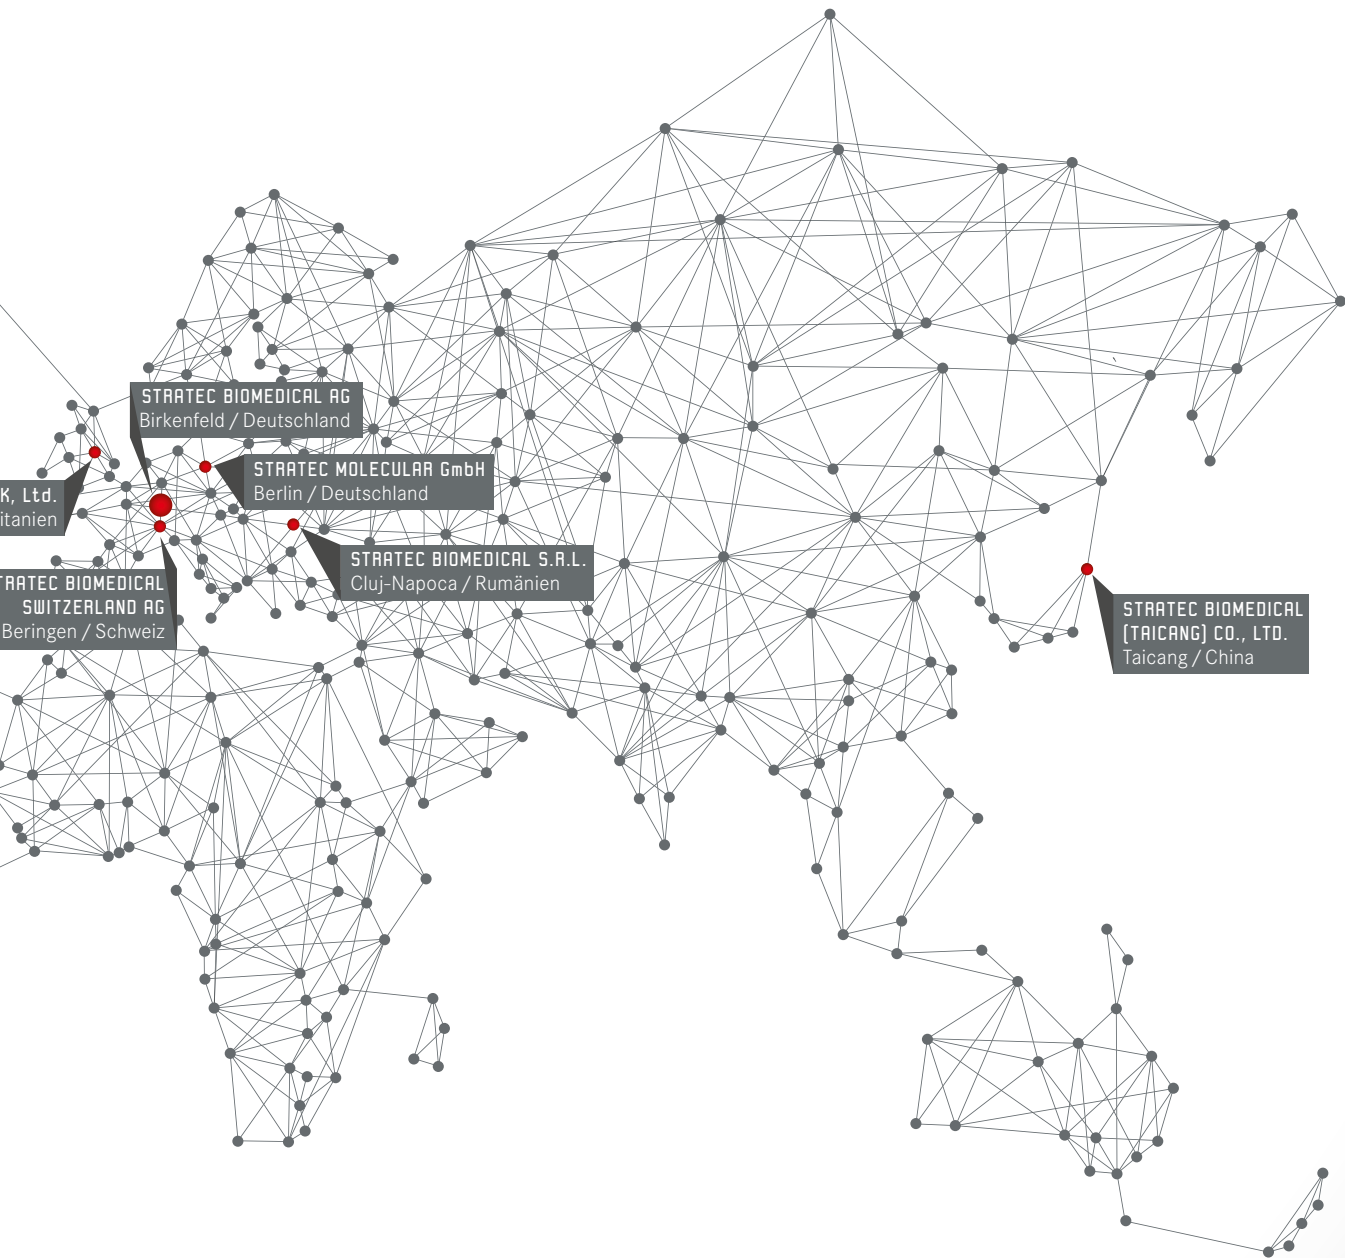 STRATEC BIOMEDICAL AG
Birkenfeld / Deutschland
STRATEC MOLECULAR GmbH
Berlin / Deutschland
K, Ltd.
itanien
STRATEC BIOMEDICAL S.R.L.
Cluj-Napoca / Rumänien
TRATEC BIOMEDICAL
SWITZERLAND AG
Beringen / Schweiz
STRATEC BIOMEDICAL
(TAICANG) CO., LTD.
Taicang / China